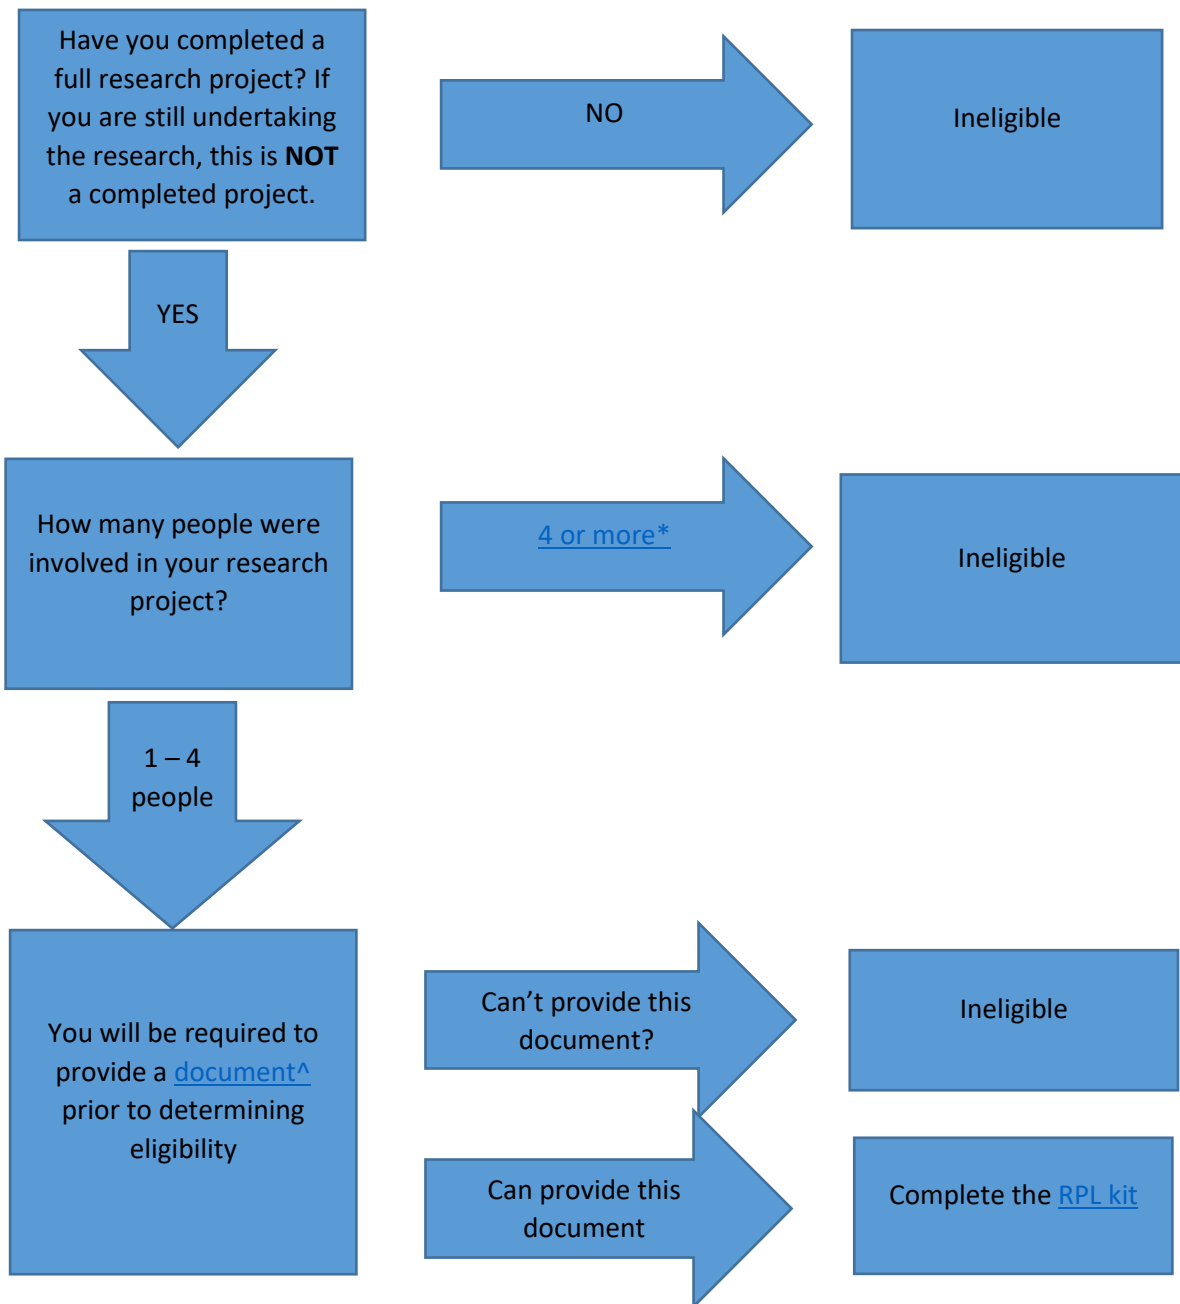 Have you completed a
full research project? If
you are still undertaking
the research, this is NOT
a completed project.
NO
Ineligible
YES
How many people were
involved in your research
project?
4 or more*
Ineligible
1 – 4
people
You will be required to
provide a document^
prior to determining
eligibility
Can’t provide this
document?
Ineligible
Can provide this
document
Complete the RPL kit